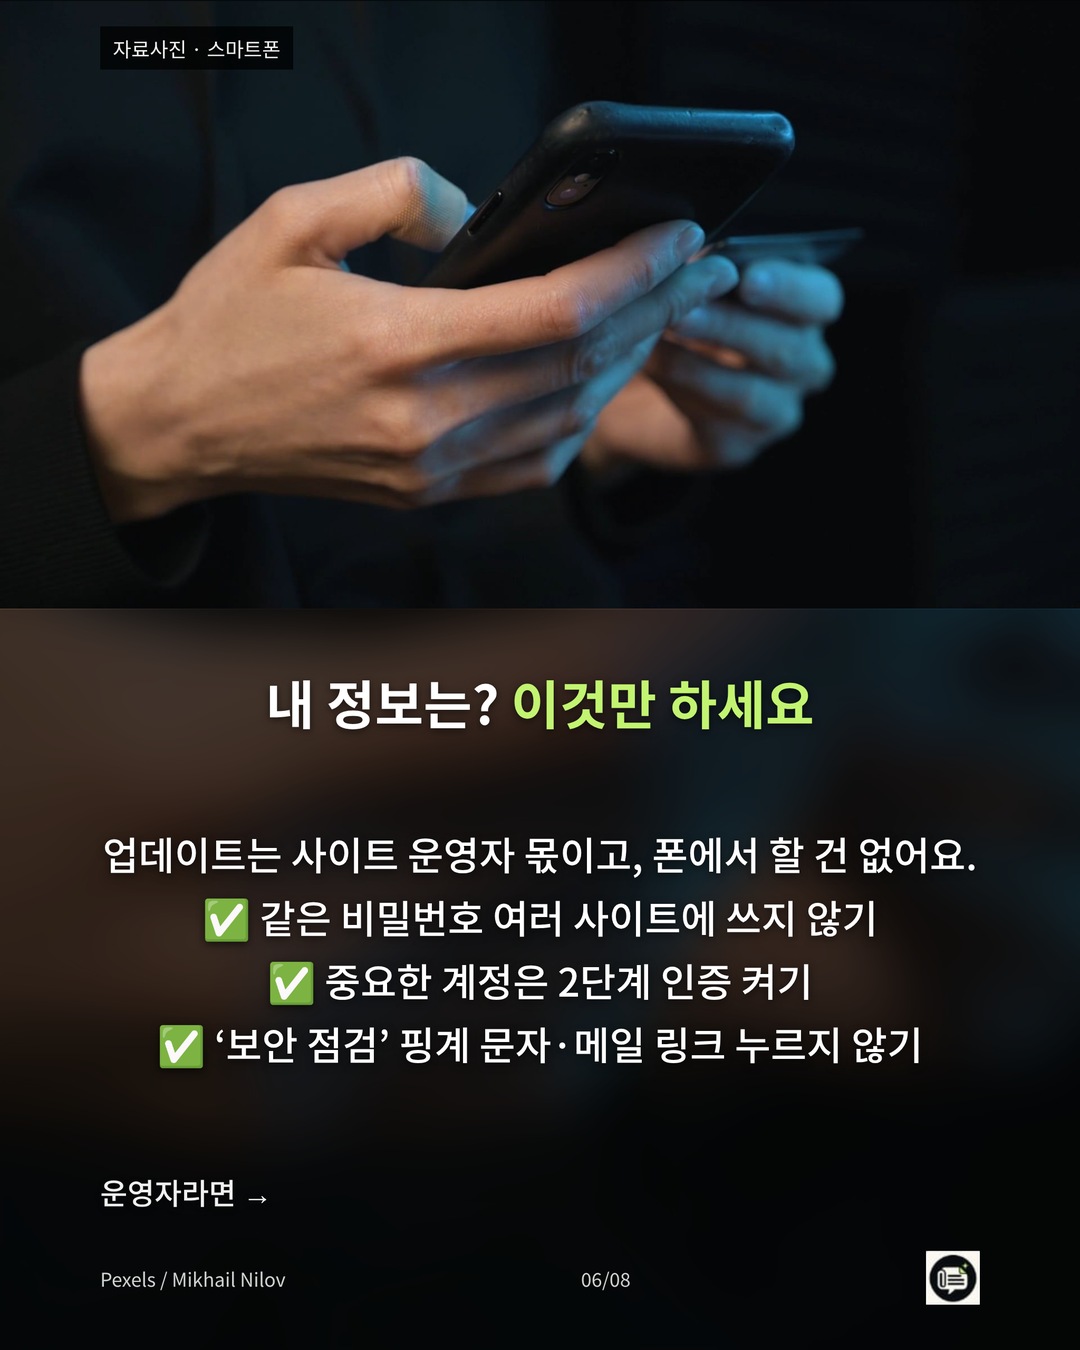 자료사진 · 스마트폰
내 정보는? 이것만 하세요
업데이트는 사이트 운영자 몫이고, 폰에서 할 건 없어요.
✅ 같은 비밀번호 여러 사이트에 쓰지 않기
✅ 중요한 계정은 2단계 인증 켜기
✅ ‘보안 점검’ 핑계 문자·메일 링크 누르지 않기
운영자라면 →
Pexels / Mikhail Nilov
06/08